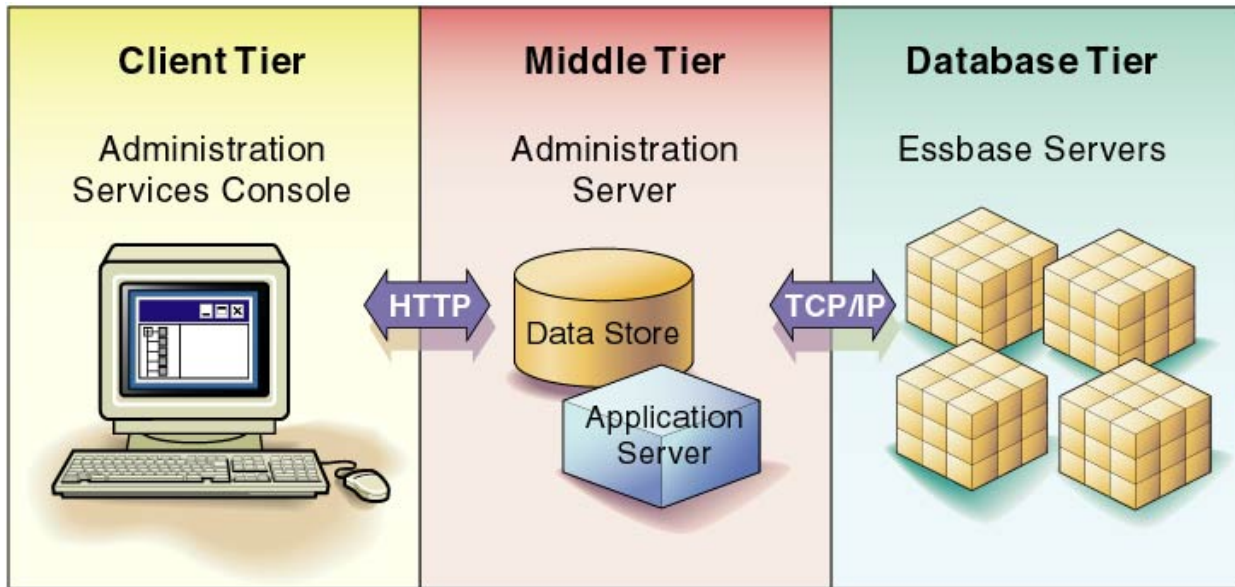 Client Tier
Administration
Services Console
HTTP
Middle Tier
Administration
Server
Data Store
Application
Server
TCP/IP
Database Tier
Essbase Servers